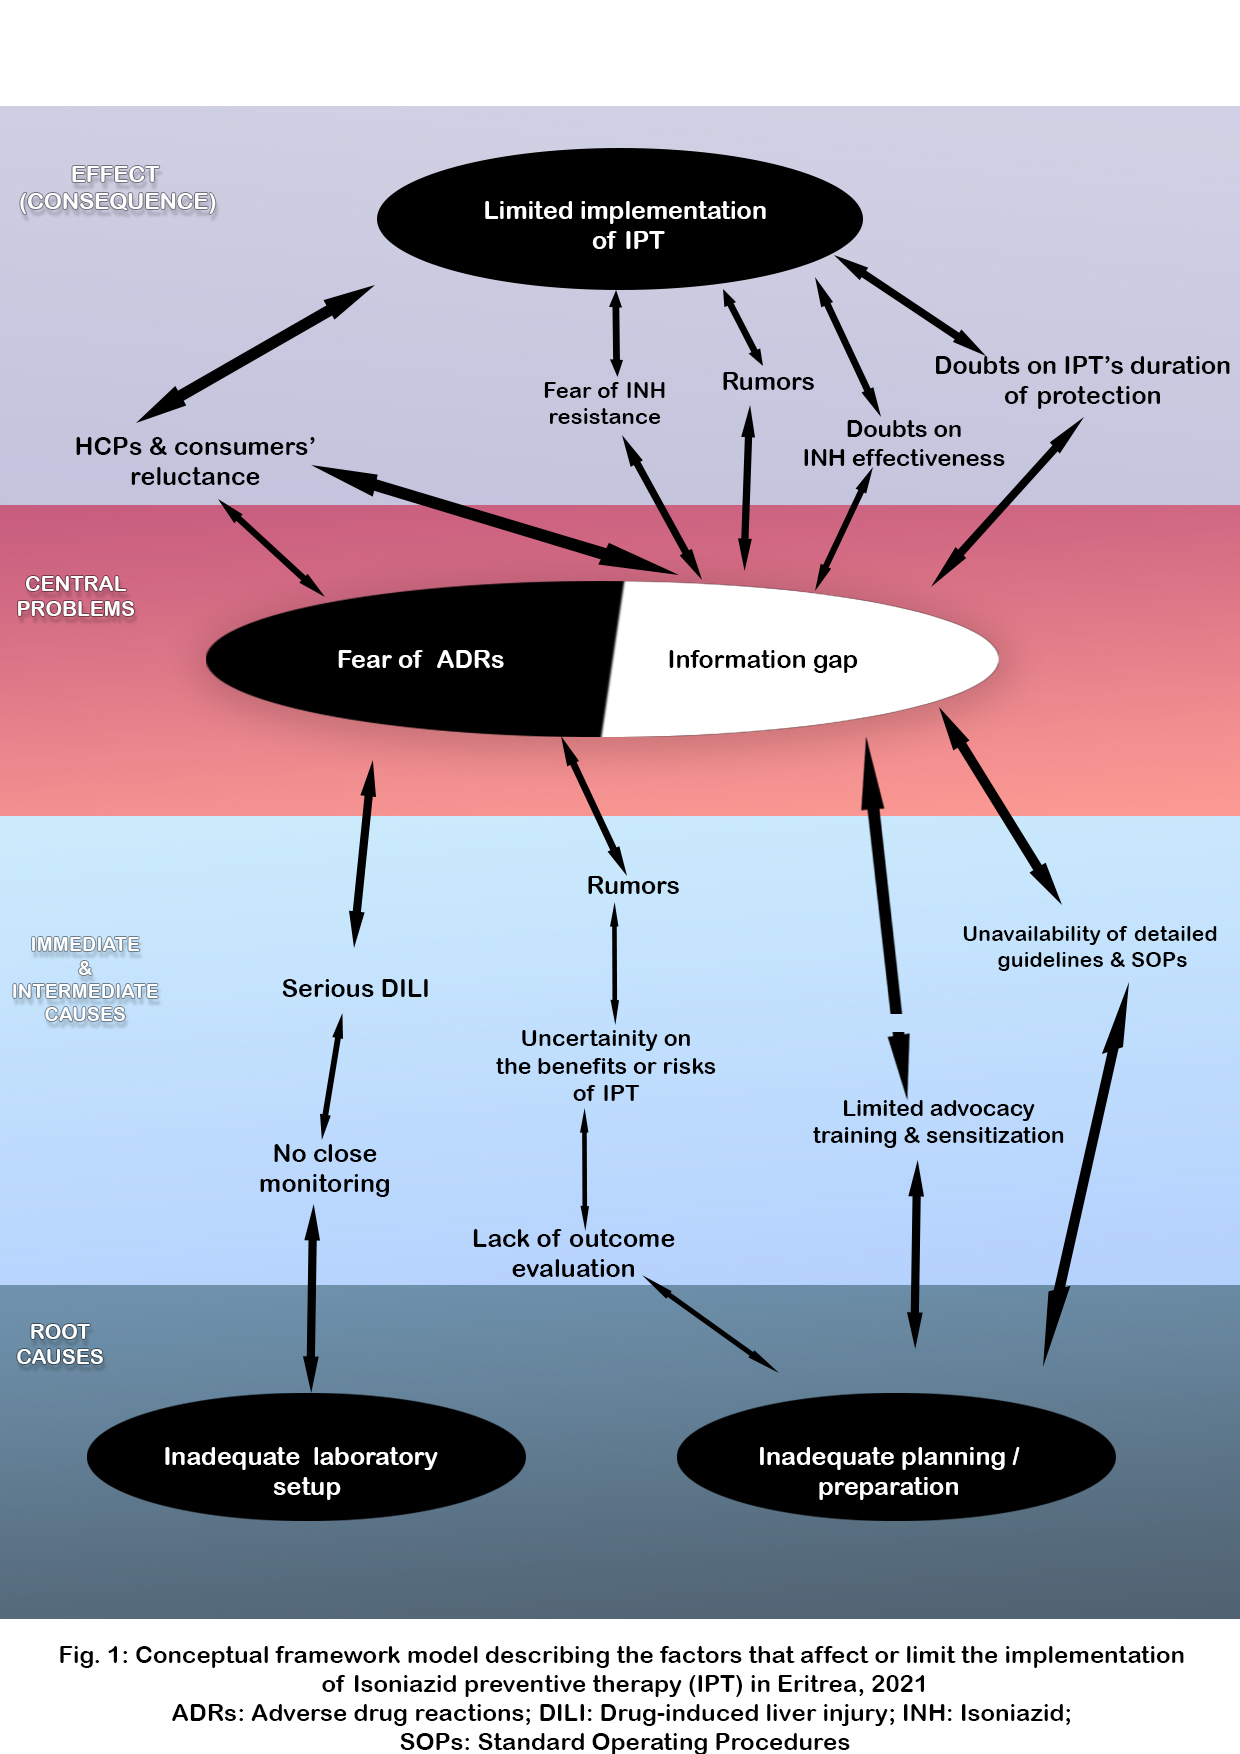 EFFECT
(CONSEQUENCE)
Limited implementation
of IPT
Fear of INH
resistance
Rumors
Doubts on IPT’s duration
of protection
HCPs & consumers’
reluctance
Doubts on
INH effectiveness
CENTRAL
PROBLEMS
Fear of ADRs
Information gap
Rumors
IMMEDIATE
&
INTERMEDIATE
CAUSES
Unavailability of detailed
guidelines & SOPs
Serious DILI
Uncertainity on
the benefits or risks
of IPT
Limited advocacy
training & sensitization
No close
monitoring
Lack of outcome
evaluation
ROOT
CAUSES
Inadequate laboratory
setup
Inadequate planning /
preparation
Fig. 1: Conceptual framework model describing the factors that affect or limit the implementation
of Isoniazid preventive therapy (IPT) in Eritrea, 2021
ADRs: Adverse drug reactions; DILI: Drug-induced liver injury; INH: Isoniazid;
SOPs: Standard Operating Procedures